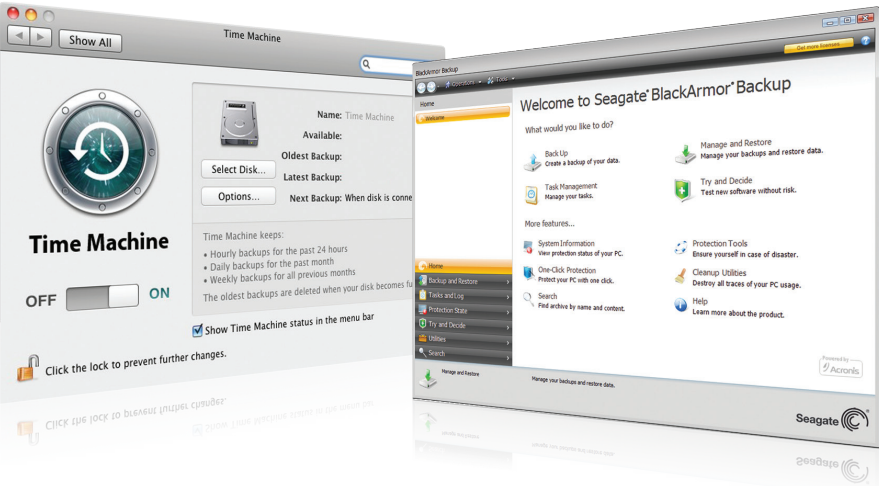 Show All
Time Machine
Name: Time Machine
Available:
Oldest Backup:
Select Disk...
Latest Backup:
Options...
Next Backup: When disk is conne
Time Machine
OFF
ON
Time Machine keeps:
• Hourly backups for the past 24 hours
• Daily backups for the past month
• Weekly backups for all previous months
The oldest backups are deleted when your disk becomes fu
Show Time Machine status in the menu bar
Click the lock to prevent further changes.
BlackArmor Backup
Get more licenses
Operations
Tools
Home
Welcome
Welcome to Seagate® BlackArmor® Backup
What would you like to do?
Back Up
Create a backup of your data.
Manage and Restore
Manage your backups and restore data.
Task Management
Manage your tasks.
Try and Decide
Test new software without risk.
More features...
System Information
View protection status of your PC.
Protection Tools
Ensure yourself in case of disaster.
One-Click Protection
Protect your PC with one click.
Cleanup Utilities
Destroy all traces of your PC usage.
Search
Find archive by name and content.
Help
Learn more about the product.
Home
Backup and Restore
Tasks and Log
Protection State
Try and Decide
Utilities
Search
Powered by
Acronis
Manage and Restore
Manage your backups and restore data.
Seagate